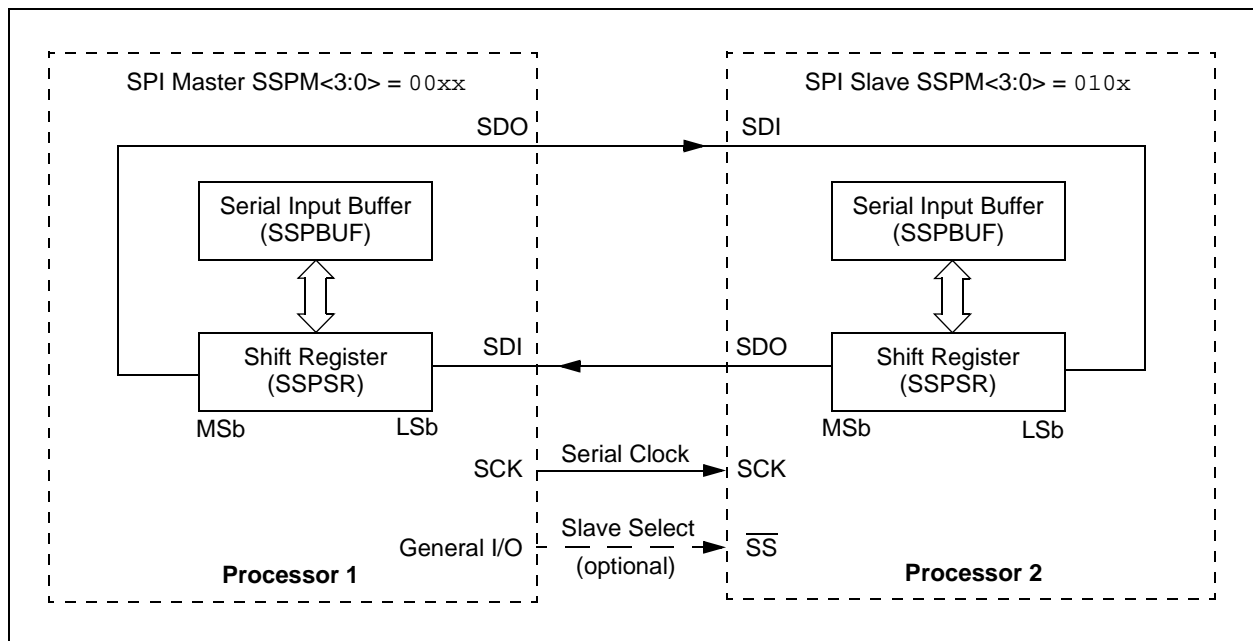 SPI Master SSPM<3:0> = 00xx
SPI Slave SSPM<3:0> = 010x
SDO
SDI
Serial Input Buffer
(SSPBUF)
Serial Input Buffer
(SSPBUF)
Shift Register
(SSPSR)
SDI
SDO
Shift Register
(SSPSR)
MSb
LSb
MSb
LSb
SCK
Serial Clock
SCK
General I/O
Slave Select
(optional)
S̅S̅
Processor 1
Processor 2